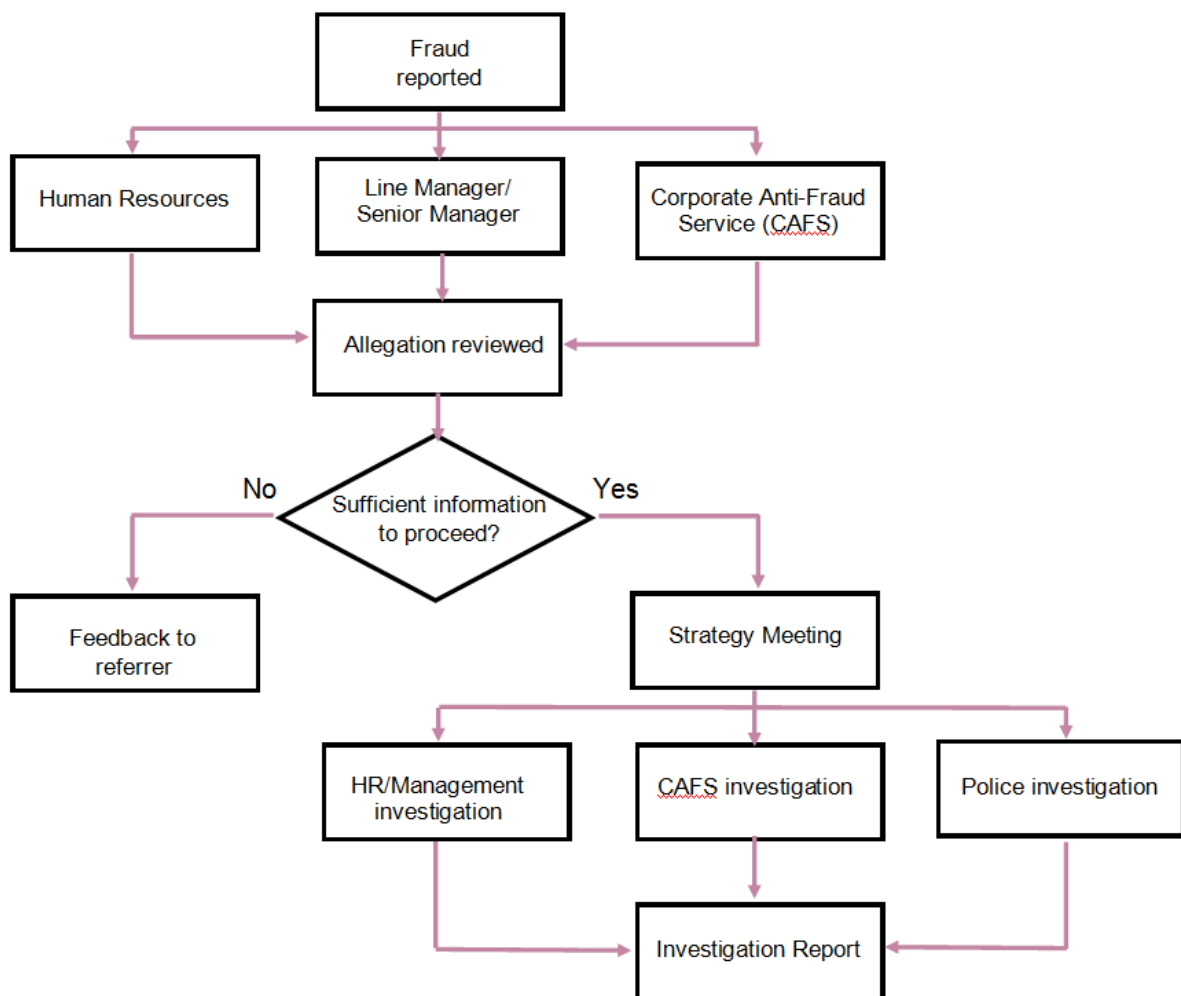 Fraud
reported
Human Resources
Line Manager/
Senior Manager
Corporate Anti-Fraud
Service (CAFS)
Allegation reviewed
No
Yes
Sufficient information
to proceed?
Feedback to
referrer
Strategy Meeting
HR/Management
investigation
CAFS investigation
Police investigation
Investigation Report